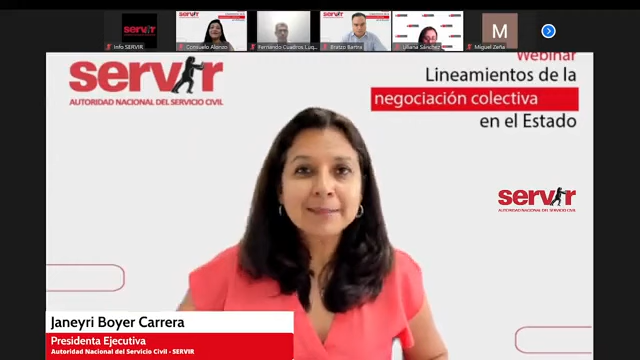 servir
Info SERVIR
Consuelo Alonzo
Fernando Cuadros Luq...
Bratzo Bartra
Liliana Sánchez
M
Miguel Zeña
servir
AUTORIDAD NACIONAL DEL SERVICIO CIVIL
Webinar
Lineamientos de la
negociación colectiva
en el Estado
servir
AUTORIDAD NACIONAL DEL SERVICIO CIVIL
Janeyri Boyer Carrera
Presidenta Ejecutiva
Autoridad Nacional del Servicio Civil - SERVIR